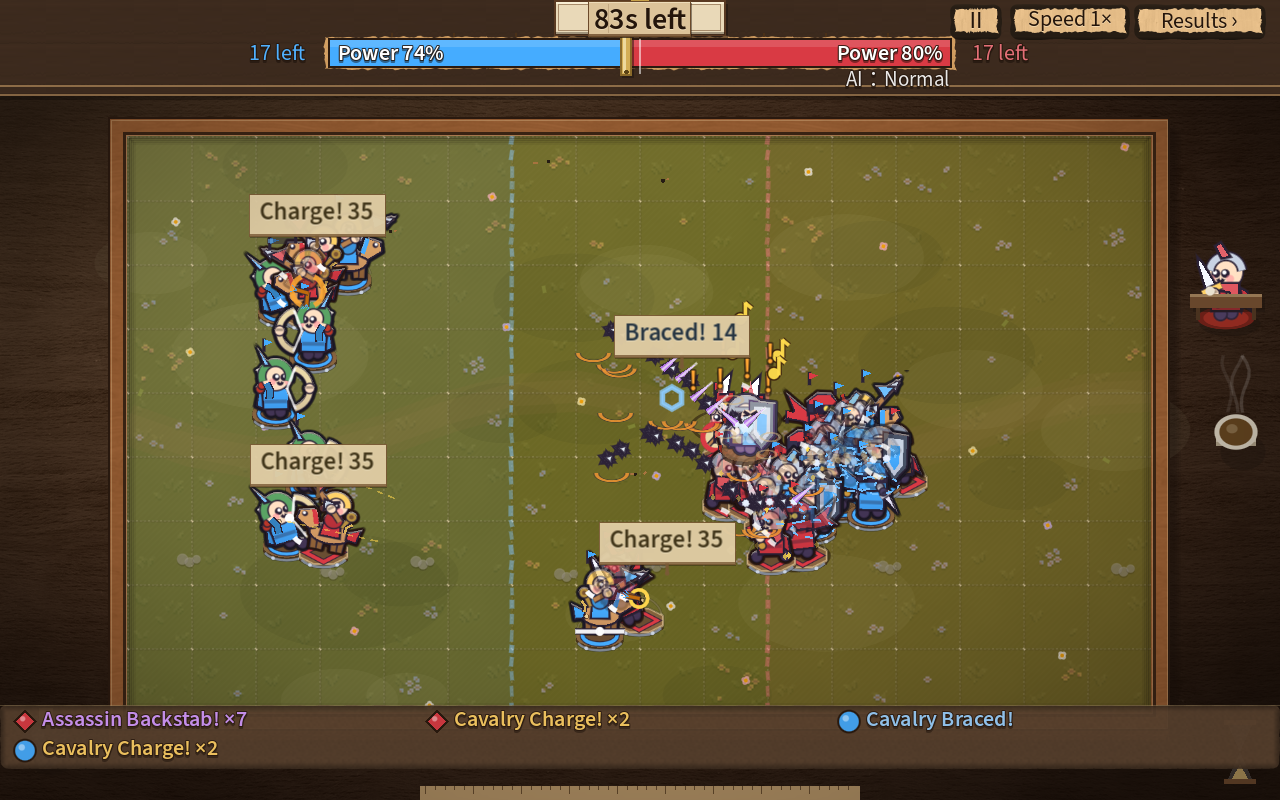 83s left
Speed 1×
Results ›
17 left
Power 74%
Power 80%
17 left
AI：Normal
Charge! 35
Braced! 14
Charge! 35
Charge! 35
Assassin Backstab! ×7
Cavalry Charge! ×2
Cavalry Braced!
Cavalry Charge! ×2